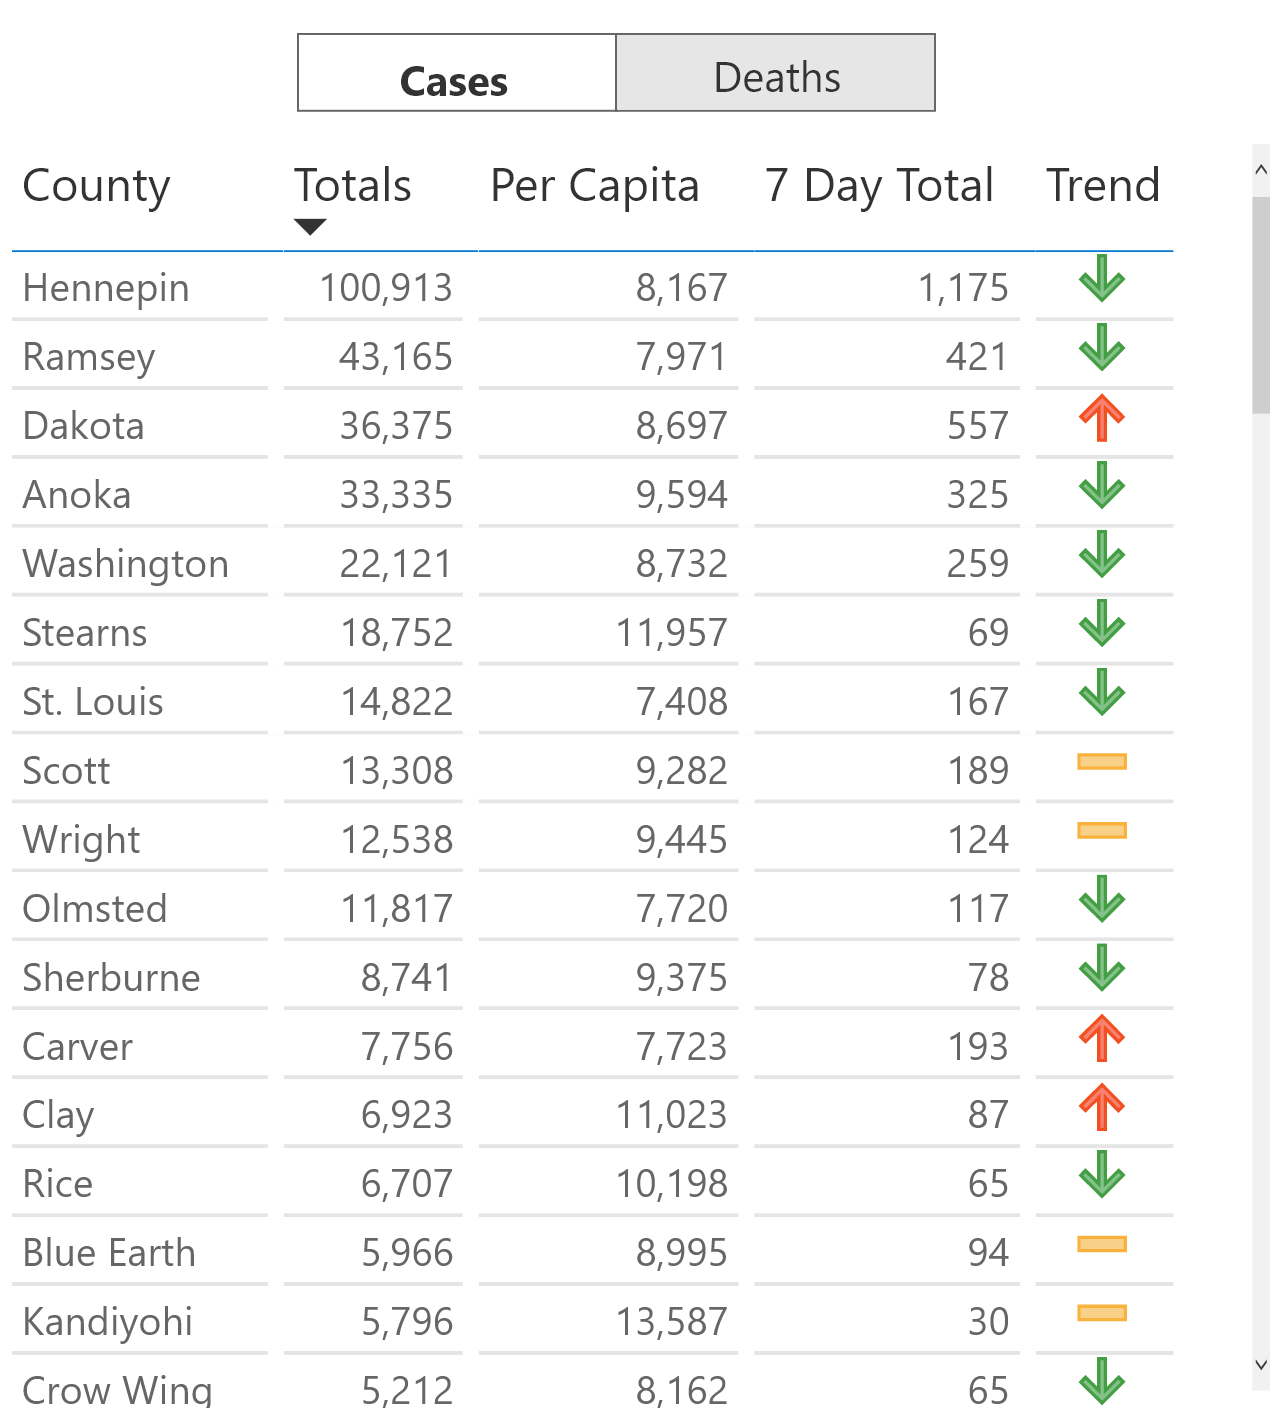 Cases Deaths
County Totals Per Capita 7 Day Total Trend
Hennepin 100,913 8,167 1,175
Ramsey 43,165 7,971 421
Dakota 36,375 8,697 557
Anoka 33,335 9,594 325
Washington 22,121 8,732 259
Stearns 18,752 11,957 69
St. Louis 14,822 7,408 167
Scott 13,308 9,282 189
Wright 12,538 9,445 124
Olmsted 11,817 7,720 117
Sherburne 8,741 9,375 78
Carver 7,756 7,723 193
Clay 6,923 11,023 87
Rice 6,707 10,198 65
Blue Earth 5,966 8,995 94
Kandiyohi 5,796 13,587 30
Crow Wing 5,212 8,162 65